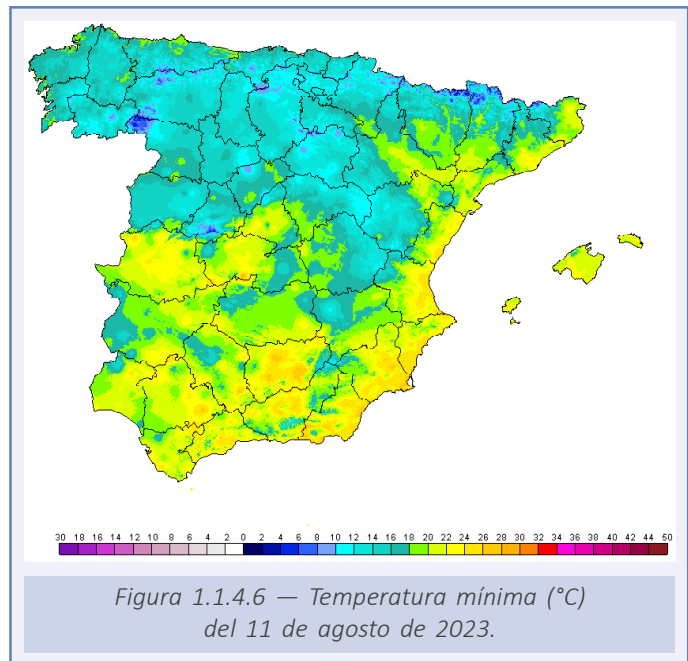 30 18 16 14 12 10 8 6 4 2 0 2 4 6 8 10 12 14 16 18 20 22 24 26 28 30 32 34 36 38 40 42 44 50
Figura 1.1.4.6 — Temperatura mínima (°C)
del 11 de agosto de 2023.